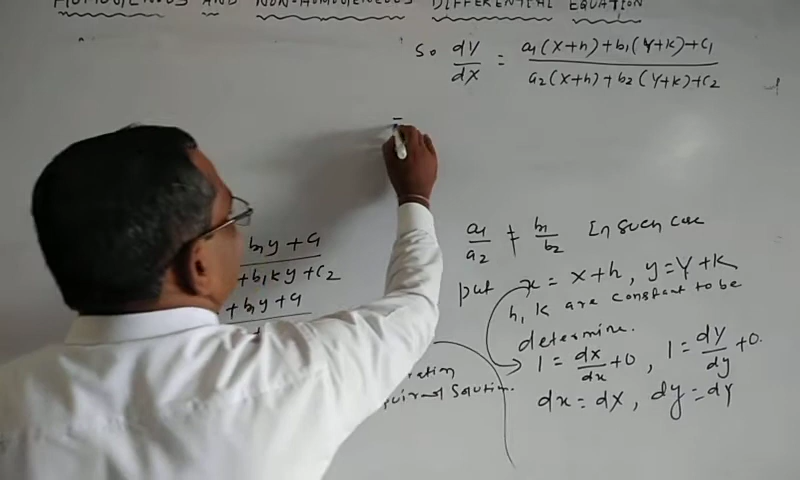 HOMOGENEOUS AND NON-HOMOGENEOUS DIFFERENTIAL EQUATION
So dY/dX = a1(X+h)+b1(Y+k)+c1 / a2(X+h)+b2(Y+k)+c2
b1y+c1
+b1ky+c2
+b1y+c1
a1/a2 ≠ b1/b2 In such case
put x = X+h, y=Y+k
h, k are constant to be
determine.
1 = dX/dx +0, 1 = dY/dy +0.
dx = dX, dy = dY
Solution.